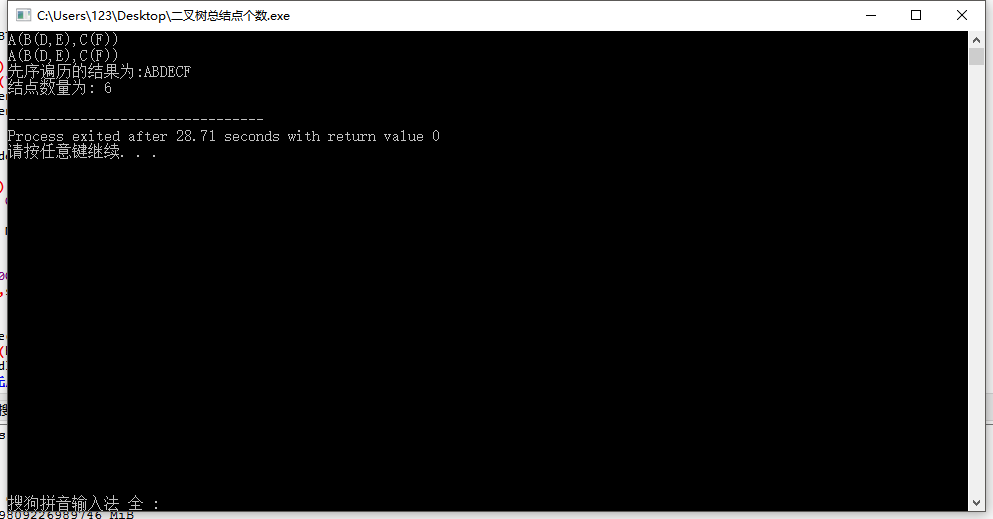 C:\Users\123\Desktop\二叉树总结点个数.exe
A(B(D,E),C(F))
A(B(D,E),C(F))
先序遍历的结果为:ABDECF
结点数量为: 6
--------------------------------
Process exited after 28.71 seconds with return value 0
请按任意键继续. . .
搜狗拼音输入法 全 :